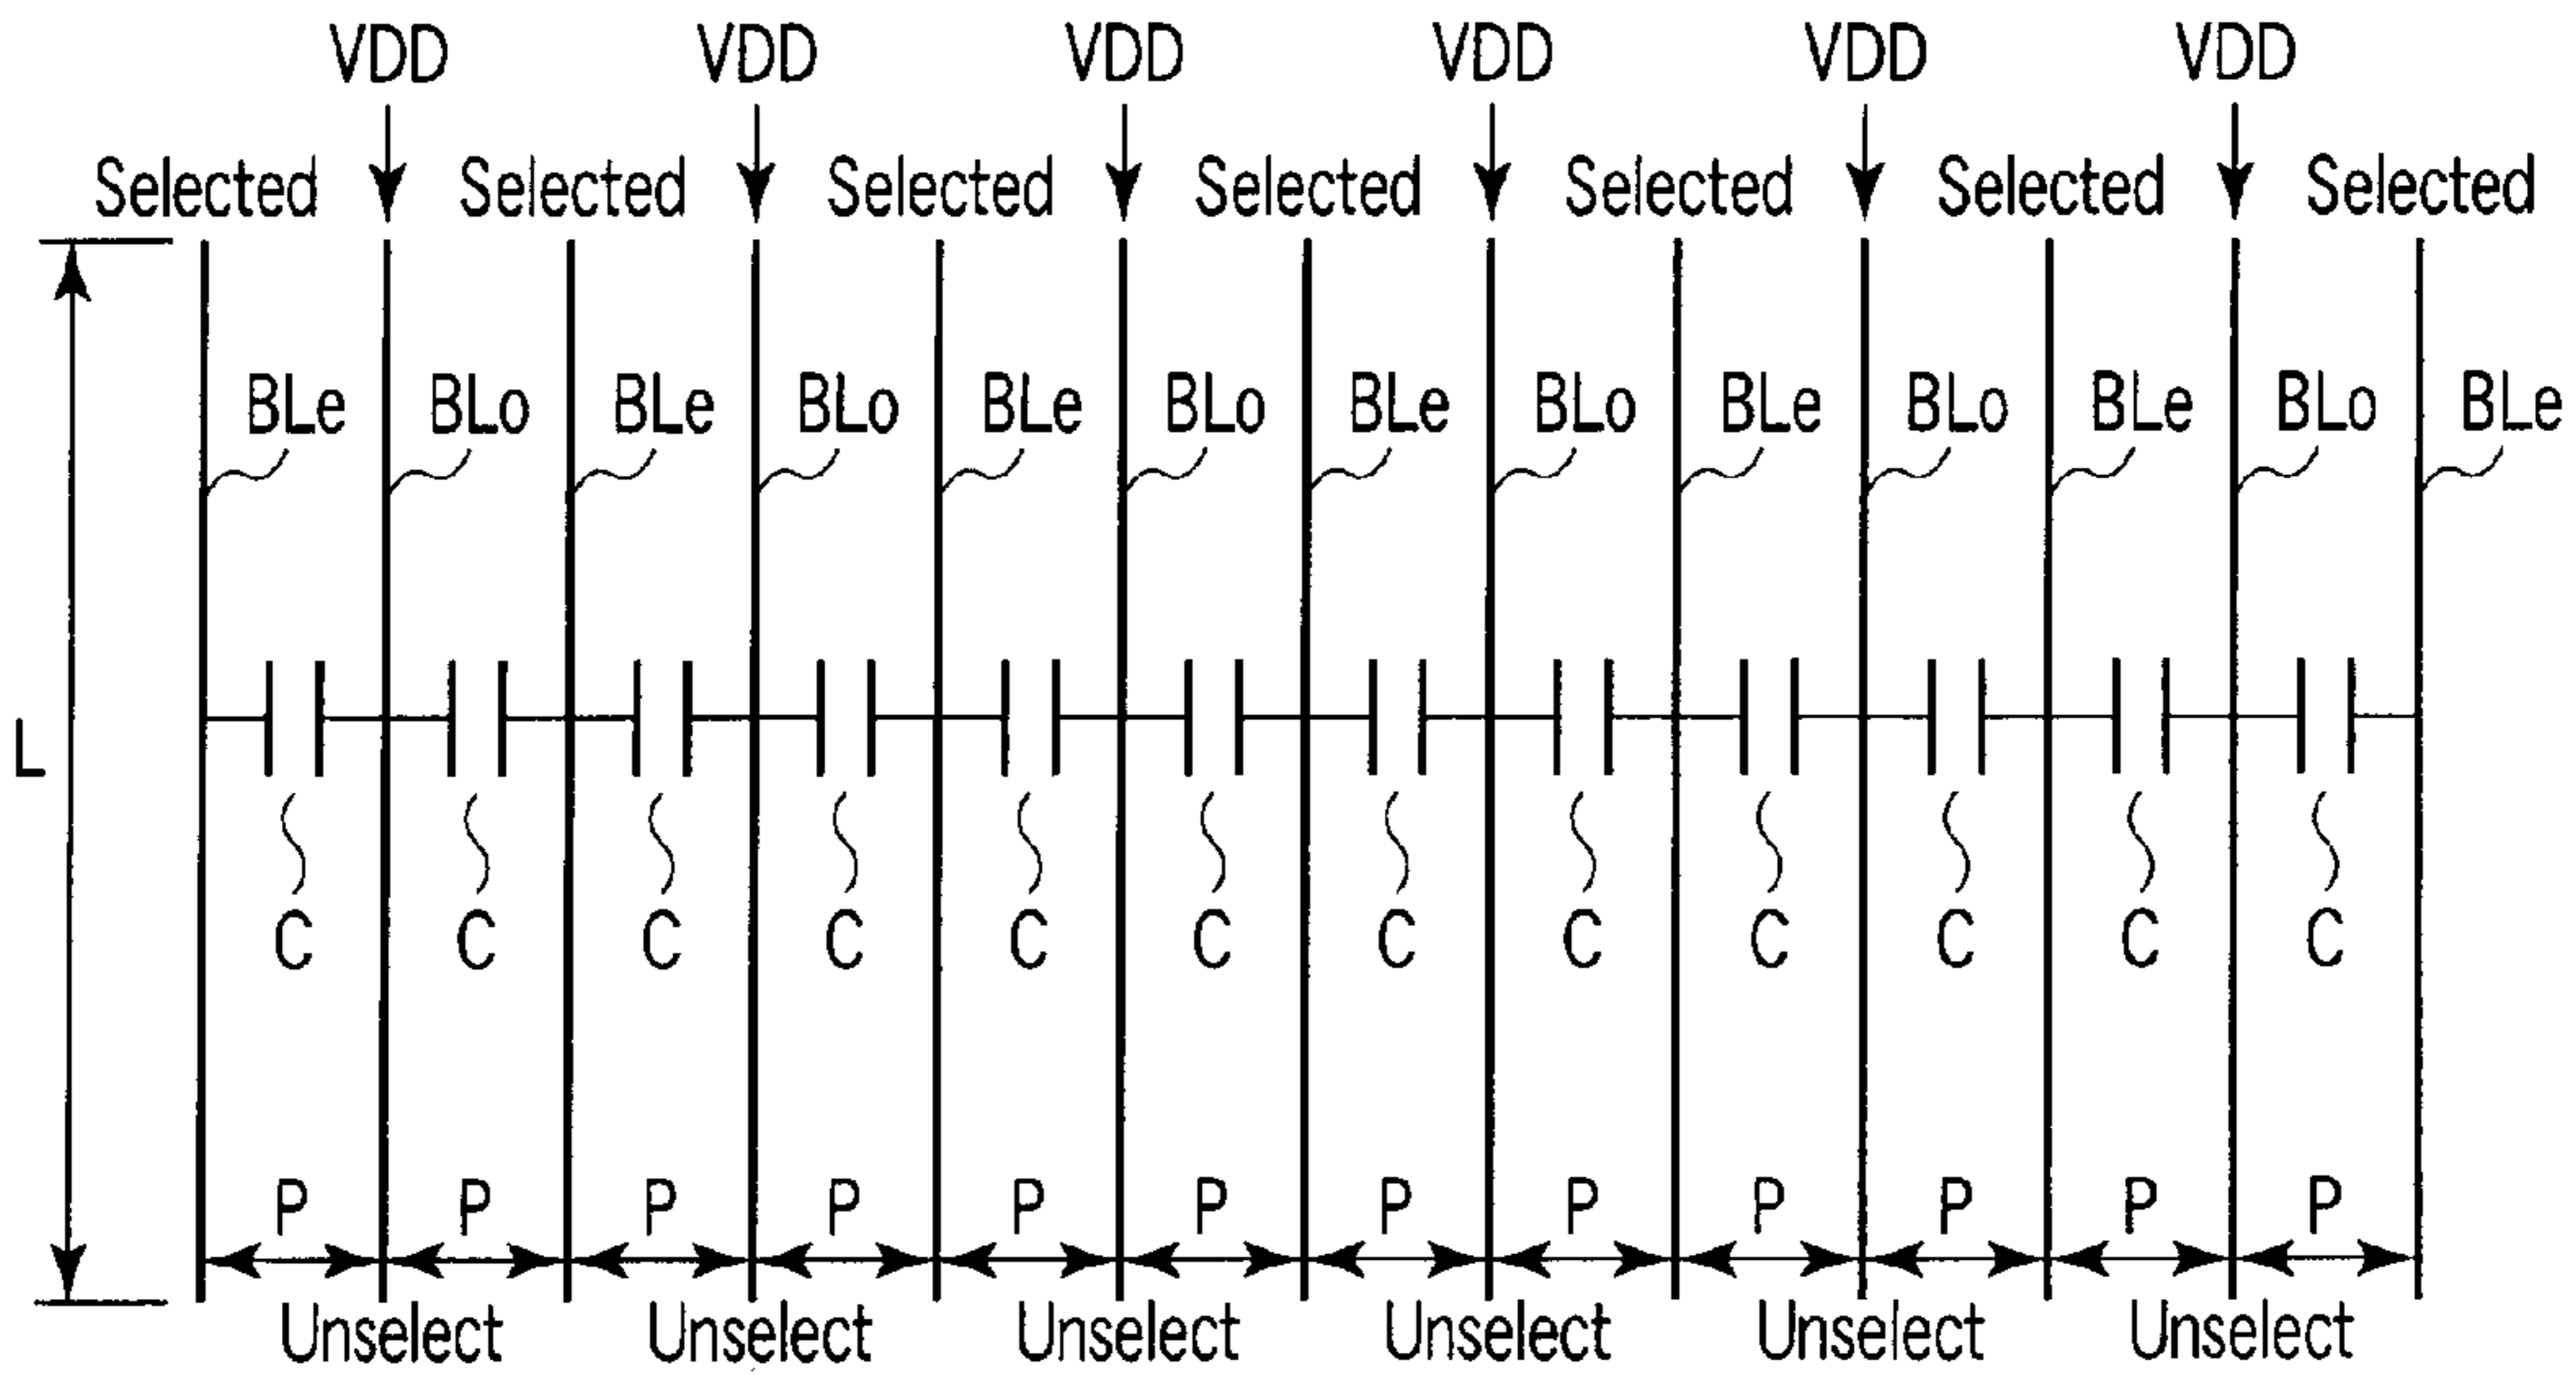 VDD VDD VDD VDD VDD VDD
Selected Selected Selected Selected Selected Selected Selected
BLe BLo BLe BLo BLe BLo BLe BLo BLe BLo BLe BLo BLe
L
C C C C C C C C C C C C
P P P P P P P P P P P P
Unselect Unselect Unselect Unselect Unselect Unselect